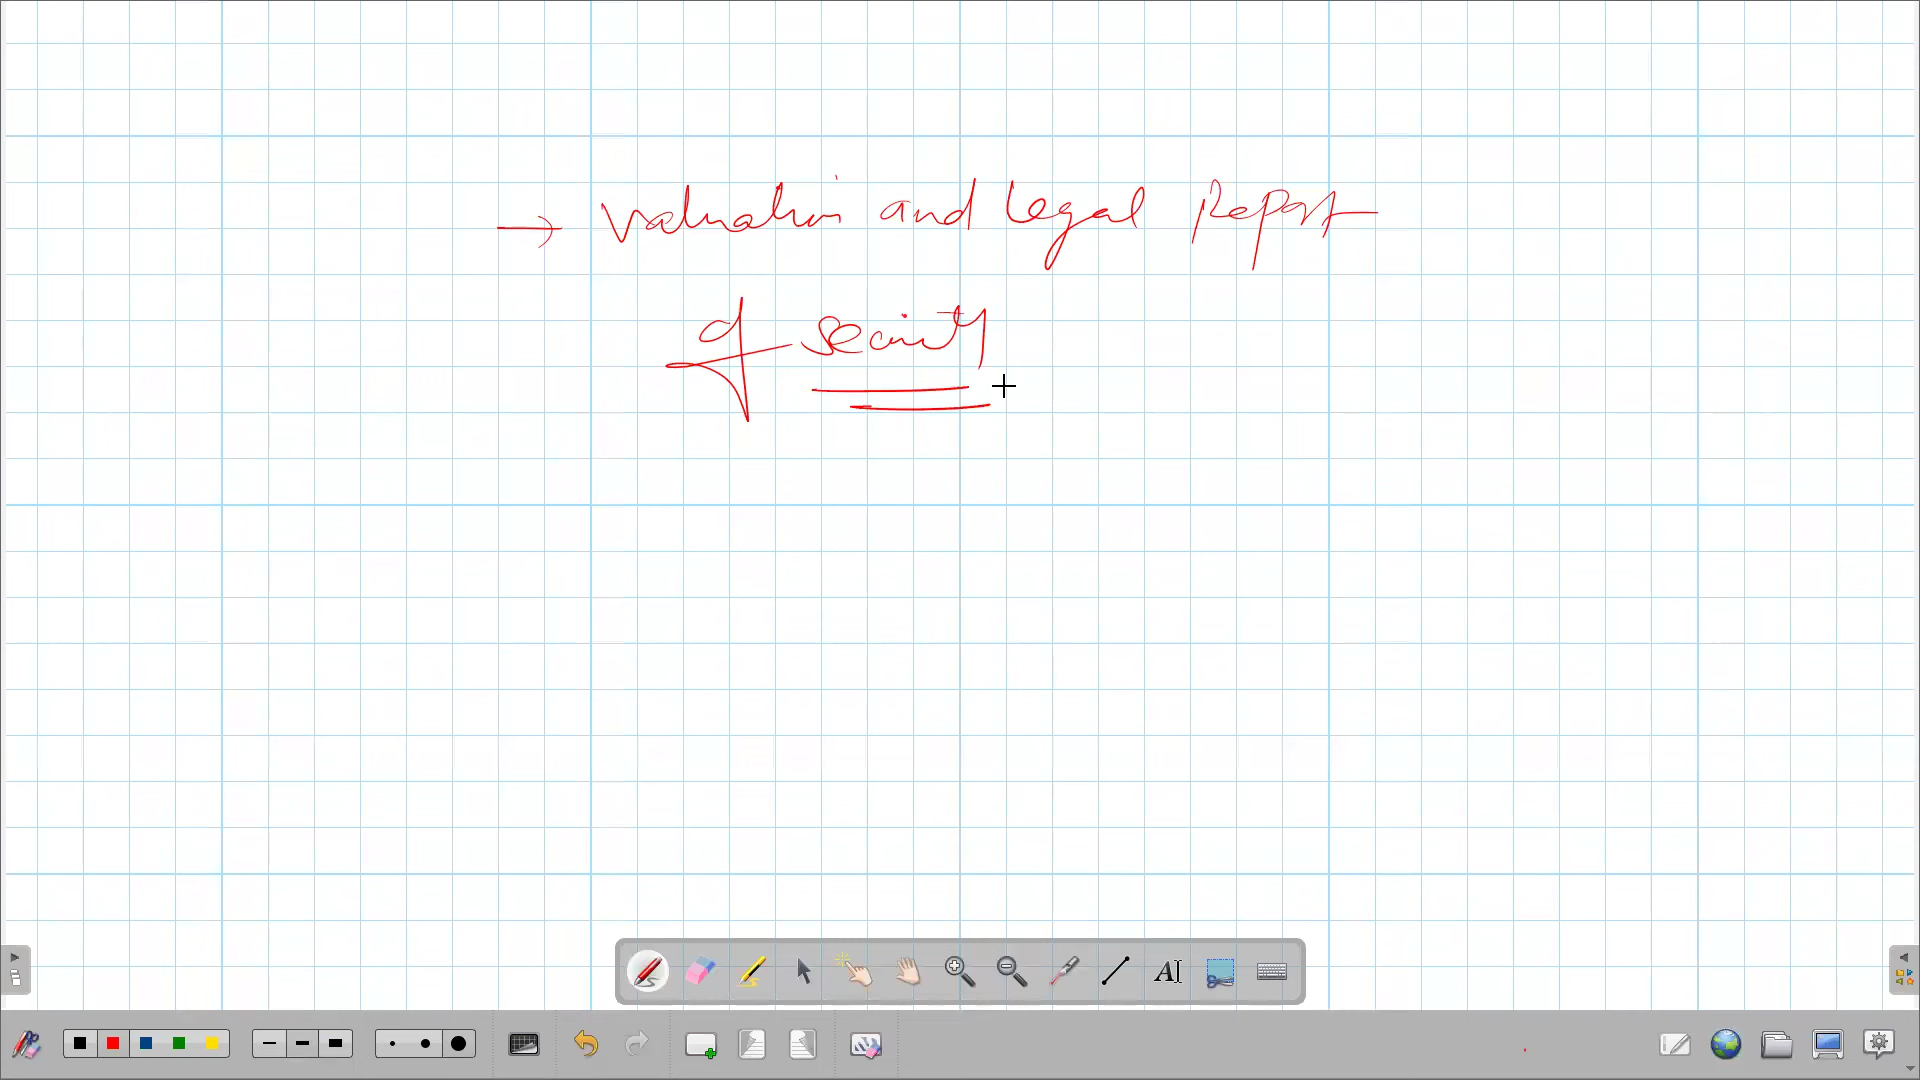 → Valuation and Legal Report
of security